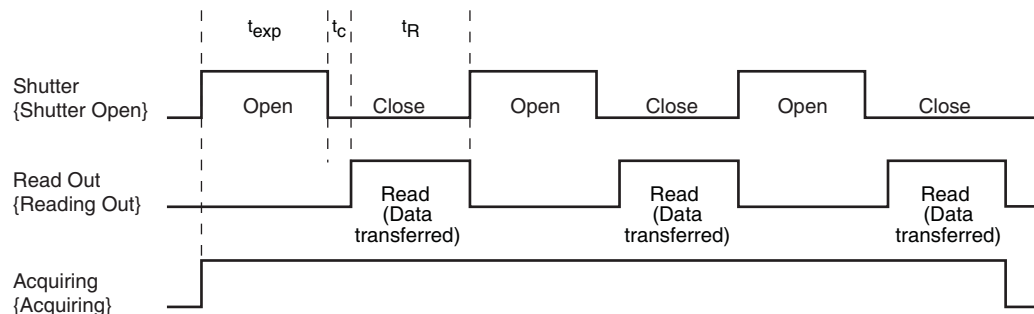 t_exp t_c t_R
Shutter
{Shutter Open}
Open Close Open Close Open Close
Read Out
{Reading Out}
Read Read Read
(Data (Data (Data
transferred) transferred) transferred)
Acquiring
{Acquiring}